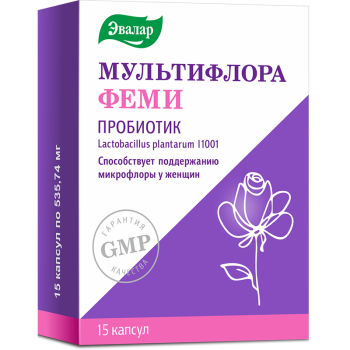 Эвалар
МУЛЬТИФЛОРА
ФЕМИ
ПРОБИОТИК
Lactobacillus plantarum I1001
Способствует поддержанию
микрофлоры у женщин
ГАРАНТИЯ
GMP
КАЧЕСТВА
15 капсул
15 капсул по 535,74 мг